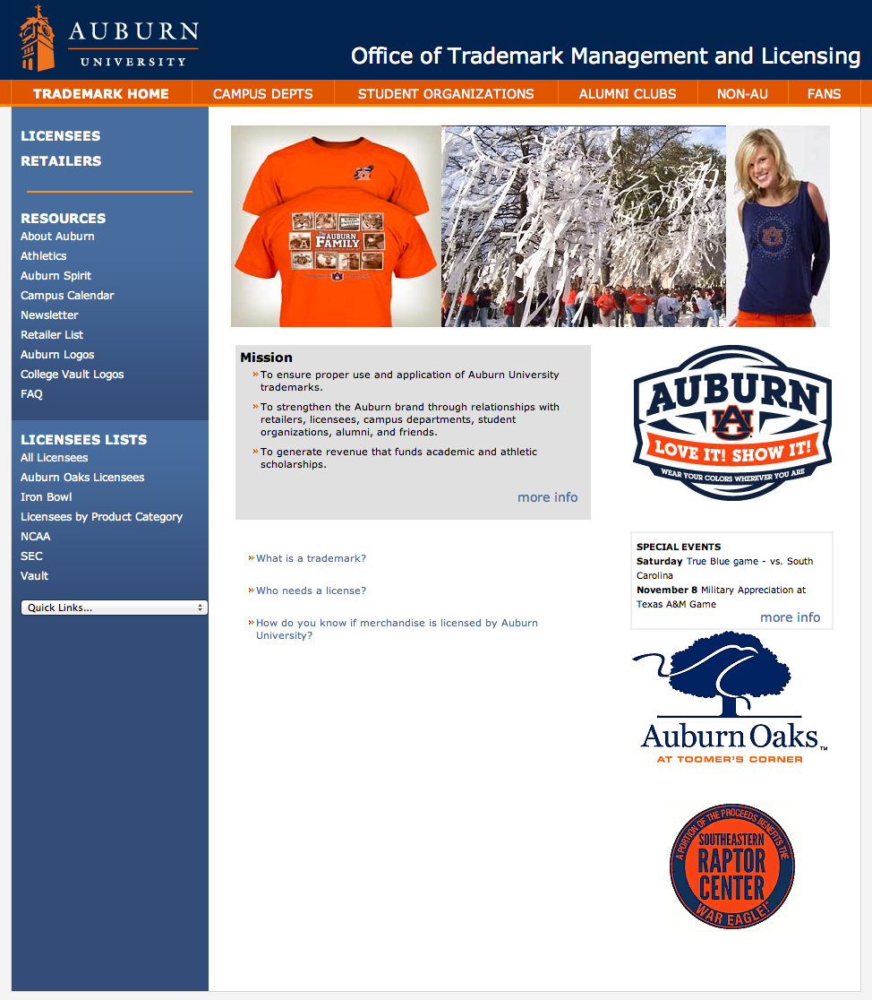 AUBURN
UNIVERSITY
Office of Trademark Management and Licensing
TRADEMARK HOME
CAMPUS DEPTS
STUDENT ORGANIZATIONS
ALUMNI CLUBS
NON-AU
FANS
LICENSEES
RETAILERS
RESOURCES
About Auburn
Athletics
Auburn Spirit
Campus Calendar
Newsletter
Retailer List
Auburn Logos
College Vault Logos
FAQ
LICENSEES LISTS
All Licensees
Auburn Oaks Licensees
Iron Bowl
Licensees by Product Category
NCAA
SEC
Vault
Quick Links...
The
AUBURN
FAMILY
Mission
» To ensure proper use and application of Auburn University
trademarks.
» To strengthen the Auburn brand through relationships with
retailers, licensees, campus departments, student
organizations, alumni, and friends.
» To generate revenue that funds academic and athletic
scholarships.
more info
» What is a trademark?
» Who needs a license?
» How do you know if merchandise is licensed by Auburn
University?
AUBURN
AU
LOVE IT! SHOW IT!
WEAR YOUR COLORS WHEREVER YOU ARE
SPECIAL EVENTS
Saturday True Blue game - vs. South
Carolina
November 8 Military Appreciation at
Texas A&M Game
more info
Auburn Oaks™
AT TOOMER'S CORNER
A PORTION OF THE PROCEEDS BENEFITS THE
SOUTHEASTERN
RAPTOR
CENTER
WAR EAGLE!